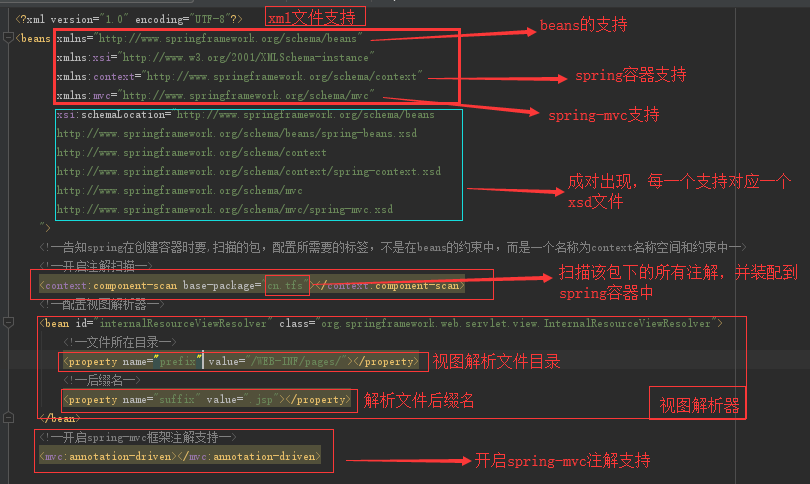 <?xml version="1.0" encoding="UTF-8"?>
xml文件支持
<beans xmlns="http://www.springframework.org/schema/beans"
beans的支持
xmlns:xsi="http://www.w3.org/2001/XMLSchema-instance"
xmlns:context="http://www.springframework.org/schema/context"
spring容器支持
xmlns:mvc="http://www.springframework.org/schema/mvc"
spring-mvc支持
xsi:schemaLocation="http://www.springframework.org/schema/beans
http://www.springframework.org/schema/beans/spring-beans.xsd
http://www.springframework.org/schema/context
http://www.springframework.org/schema/context/spring-context.xsd
http://www.springframework.org/schema/mvc
http://www.springframework.org/schema/mvc/spring-mvc.xsd
成对出现，每一个支持对应一个
xsd文件
">
<!--告知spring在创建容器时要,扫描的包，配置所需要的标签，不是在beans的约束中，而是一个名称为context名称空间和约束中-->
<!--开启注解扫描-->
<context:component-scan base-package="cn.tfs"></context:component-scan>
扫描该包下的所有注解，并装配到
spring容器中
<!--配置视图解析器-->
<bean id="internalResourceViewResolver" class="org.springframework.web.servlet.view.InternalResourceViewResolver">
<!--文件所在目录-->
<property name="prefix" value="/WEB-INF/pages/"></property>
视图解析文件目录
<!--后缀名-->
<property name="suffix" value=".jsp"></property>
解析文件后缀名
视图解析器
</bean>
<!--开启spring-mvc框架注解支持-->
<mvc:annotation-driven></mvc:annotation-driven>
开启spring-mvc注解支持